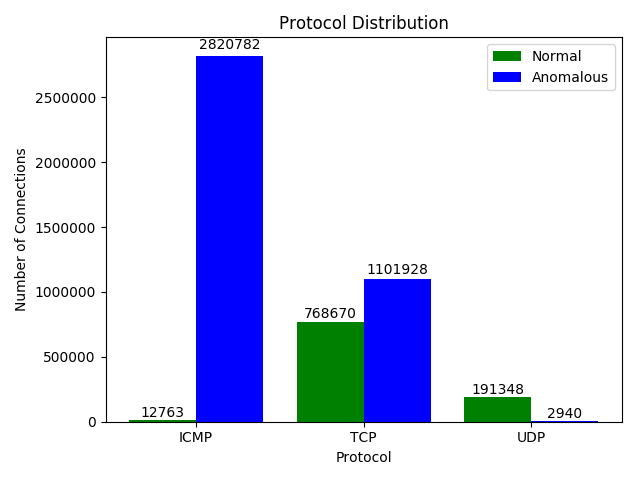 Protocol Distribution
2820782
Normal
Anomalous
2500000
2000000
1500000
1000000
500000
0
Number of Connections
1101928
768670
191348
12763
2940
ICMP
TCP
UDP
Protocol